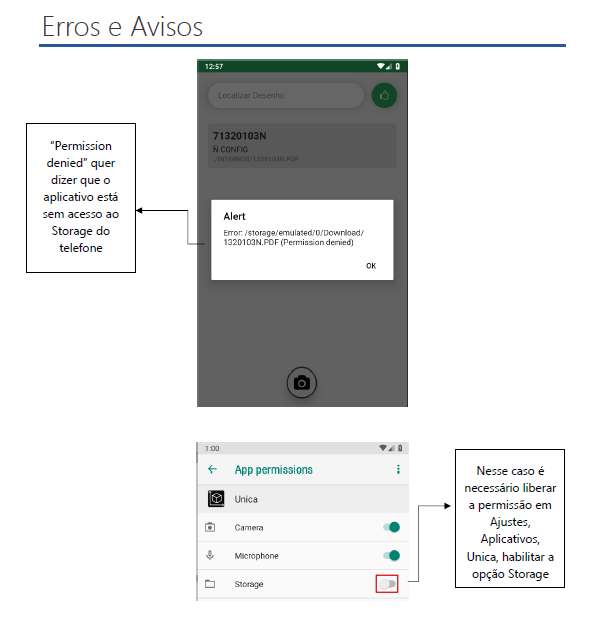 Erros e Avisos
12:57
Localizar Desenho
71320103N
Ñ CONFIG
./INTERNOS/1320103N.PDF
"Permission
denied" quer
dizer que o
aplicativo está
sem acesso ao
Storage do
telefone
Alert
Error: /storage/emulated/0/Download/
1320103N.PDF (Permission denied)
OK
1:00
App permissions
Unica
Camera
Microphone
Storage
Nesse caso é
necessário liberar
a permissão em
Ajustes,
Aplicativos,
Unica, habilitar a
opção Storage